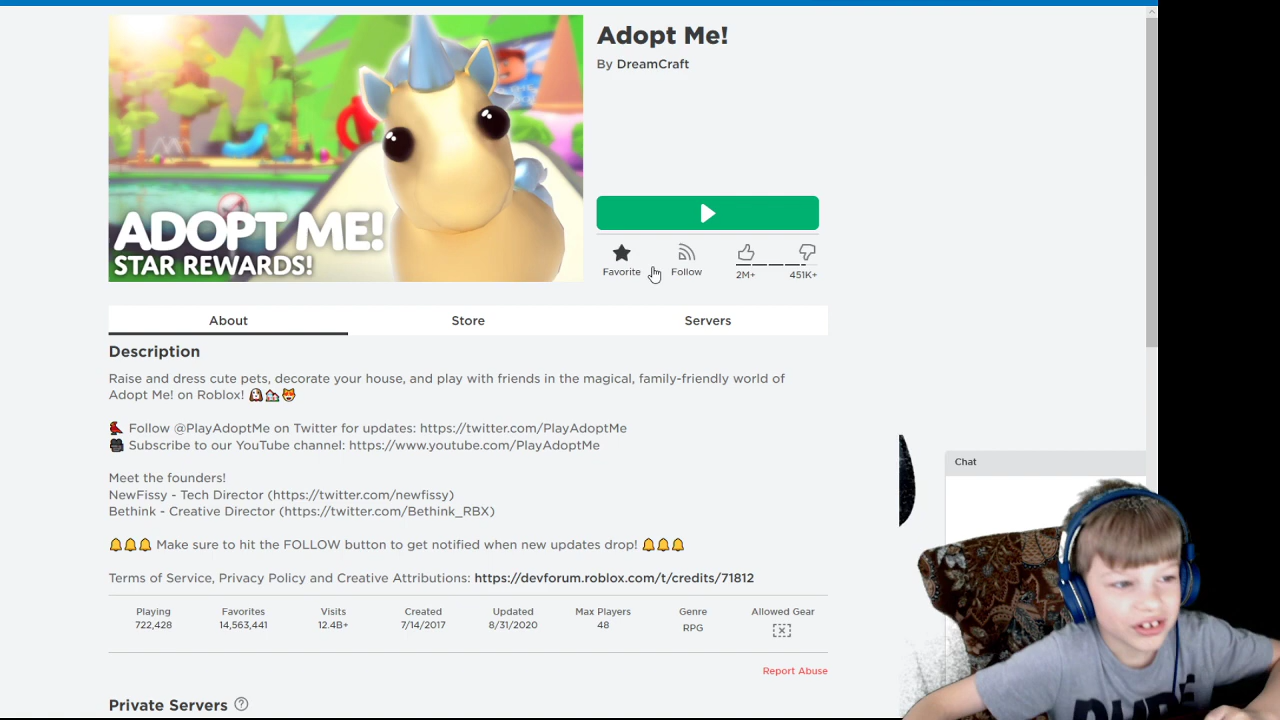 Adopt Me!
By DreamCraft
ADOPT ME!
STAR REWARDS!
Favorite
Follow
2M+
451K+
About
Store
Servers
Description
Raise and dress cute pets, decorate your house, and play with friends in the magical, family-friendly world of
Adopt Me! on Roblox! 🐶🏠😻
Follow @PlayAdoptMe on Twitter for updates: https://twitter.com/PlayAdoptMe
🎥 Subscribe to our YouTube channel: https://www.youtube.com/PlayAdoptMe
Meet the founders!
NewFissy - Tech Director (https://twitter.com/newfissy)
Bethink - Creative Director (https://twitter.com/Bethink_RBX)
🔔🔔🔔 Make sure to hit the FOLLOW button to get notified when new updates drop! 🔔🔔🔔
Terms of Service, Privacy Policy and Creative Attributions: https://devforum.roblox.com/t/credits/71812
Playing Favorites Visits Created Updated Max Players Genre Allowed Gear
722,428 14,563,441 12.4B+ 7/14/2017 8/31/2020 48 RPG
Report Abuse
Private Servers
Chat